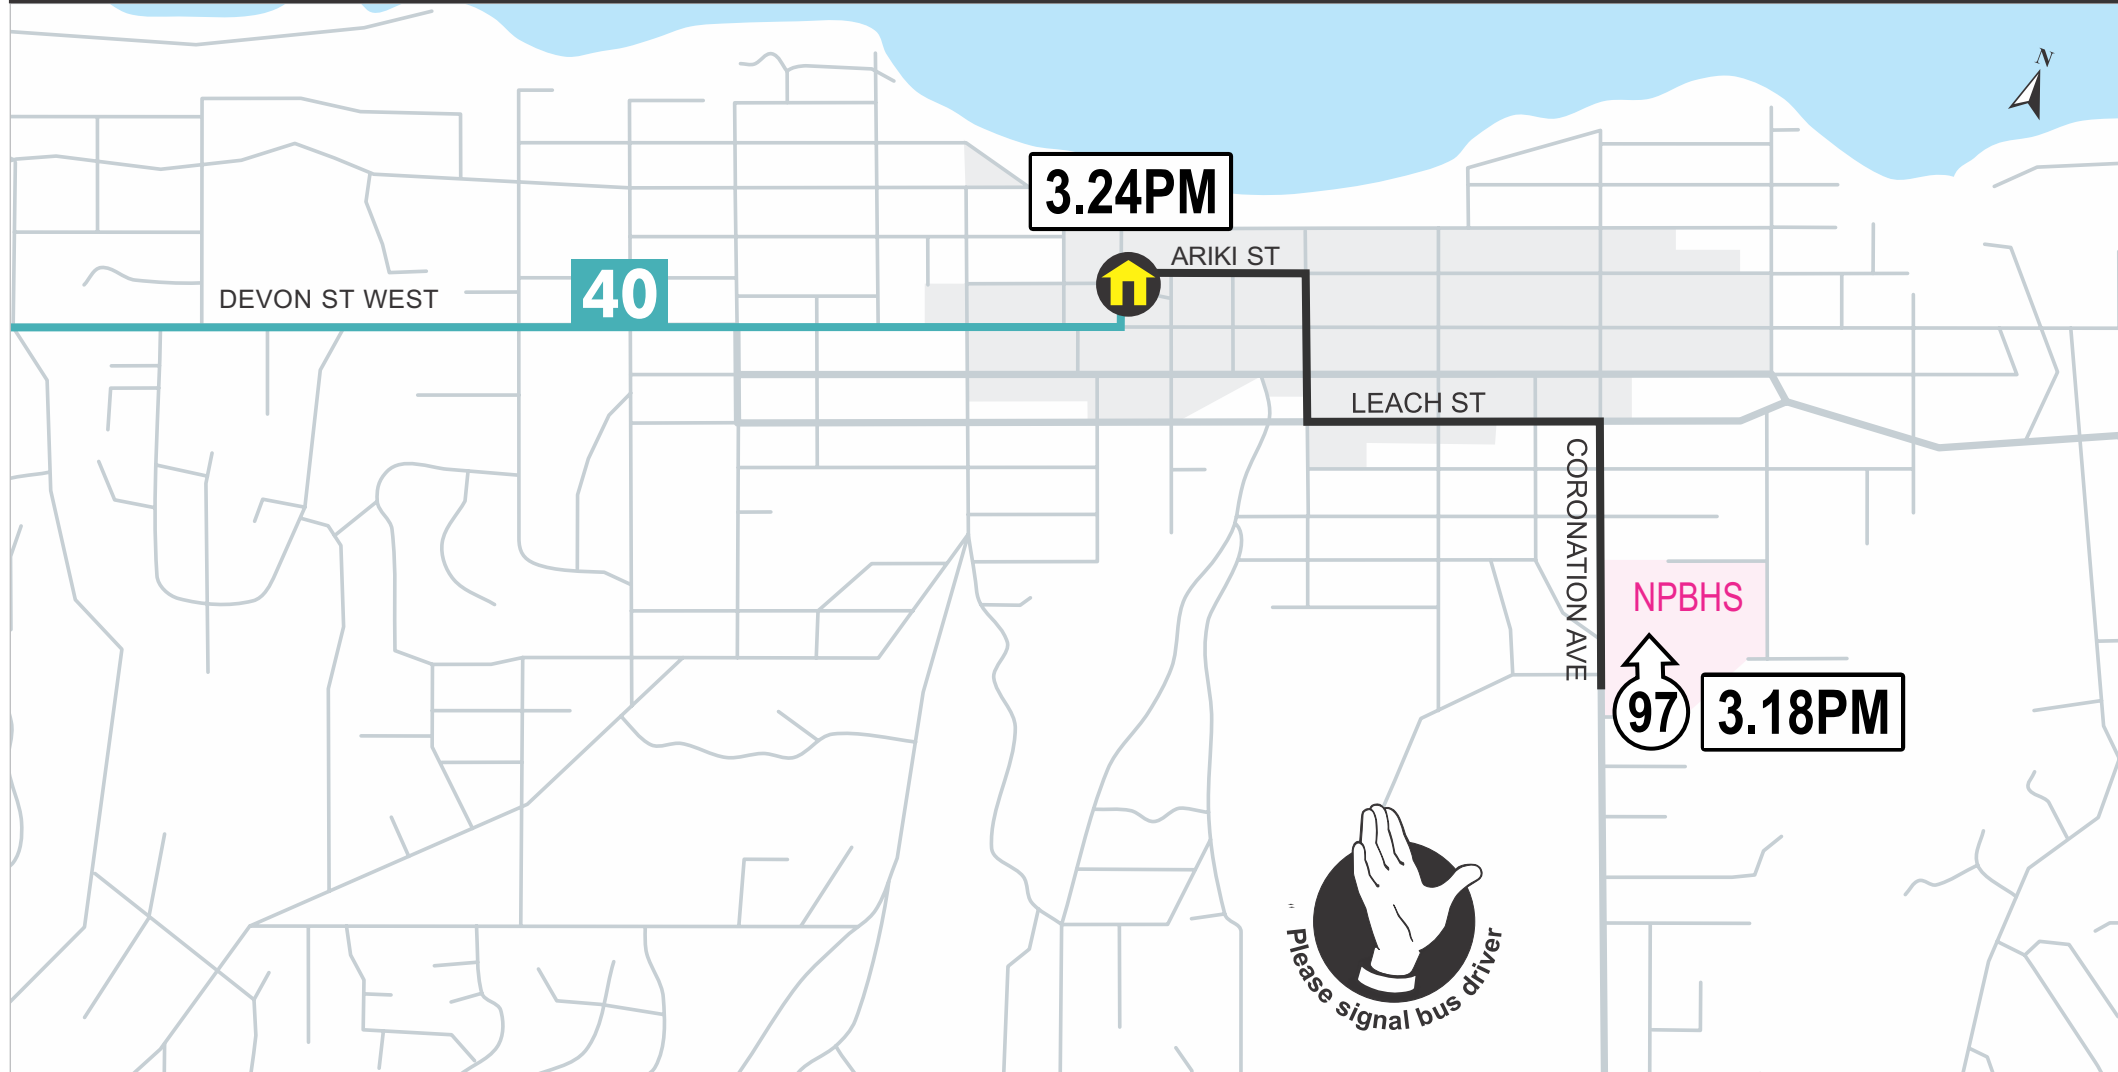 N
3.24PM
ARIKI ST
40
DEVON ST WEST
LEACH ST
CORONATION AVE
NPBHS
97
3.18PM
Please signal bus driver